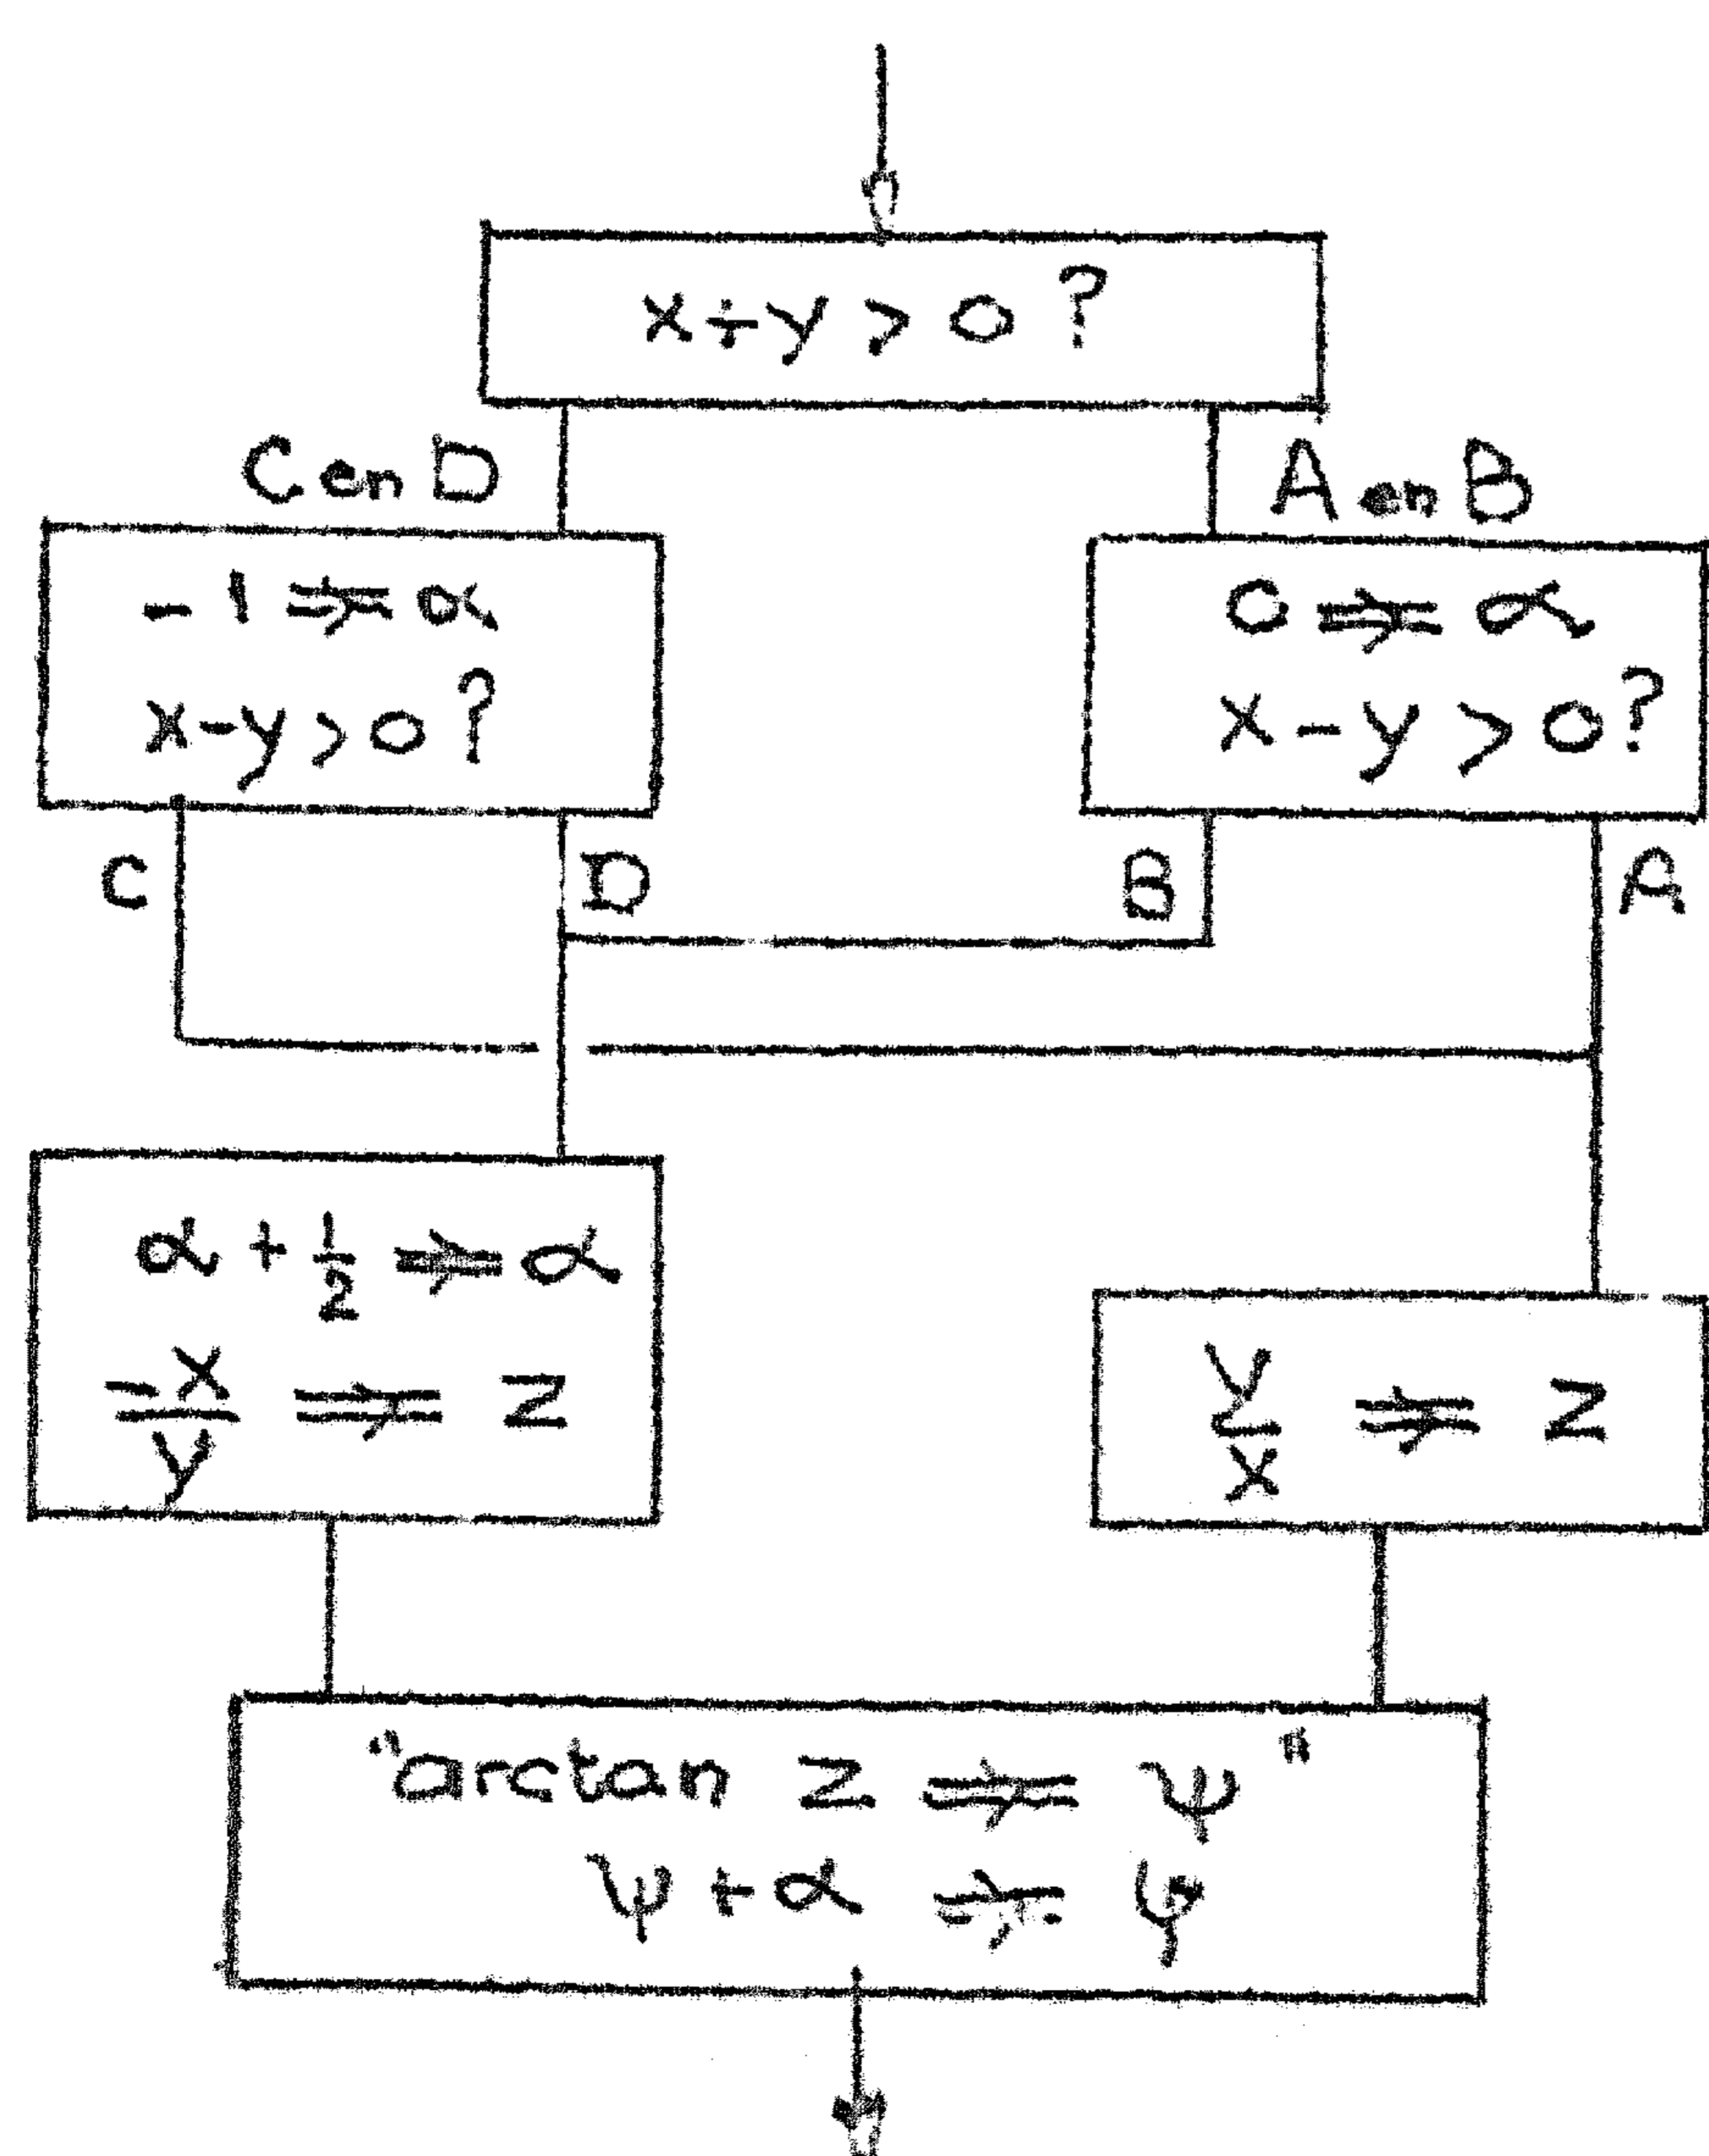 x+y > 0 ?
C en D
A en B
-1 ⇒ α
x-y > 0 ?
0 ⇒ α
x - y > 0 ?
C
D
B
A
α + 1/2 ⇒ α
-x/y ⇒ z
y/x ⇒ z
"arctan z ⇒ ψ"
ψ + α ⇒ ψ